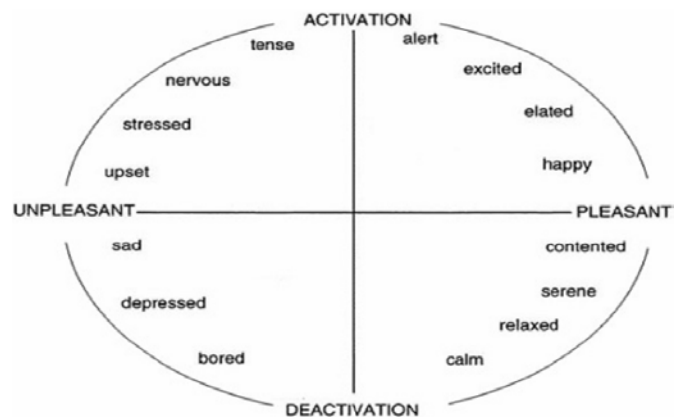 ACTIVATION
tense
alert
nervous
excited
stressed
elated
upset
happy
UNPLEASANT
PLEASANT
sad
contented
depressed
serene
relaxed
bored
calm
DEACTIVATION